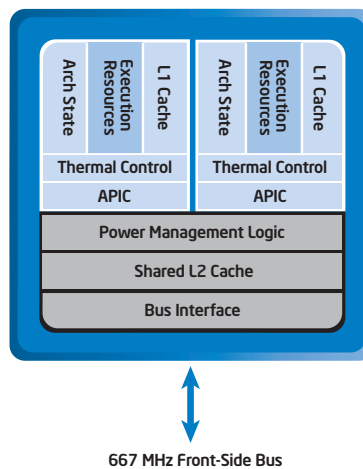 Arch State
Execution
Resources
L1 Cache
Thermal Control
APIC
Arch State
Execution
Resources
L1 Cache
Thermal Control
APIC
Power Management Logic
Shared L2 Cache
Bus Interface
667 MHz Front-Side Bus